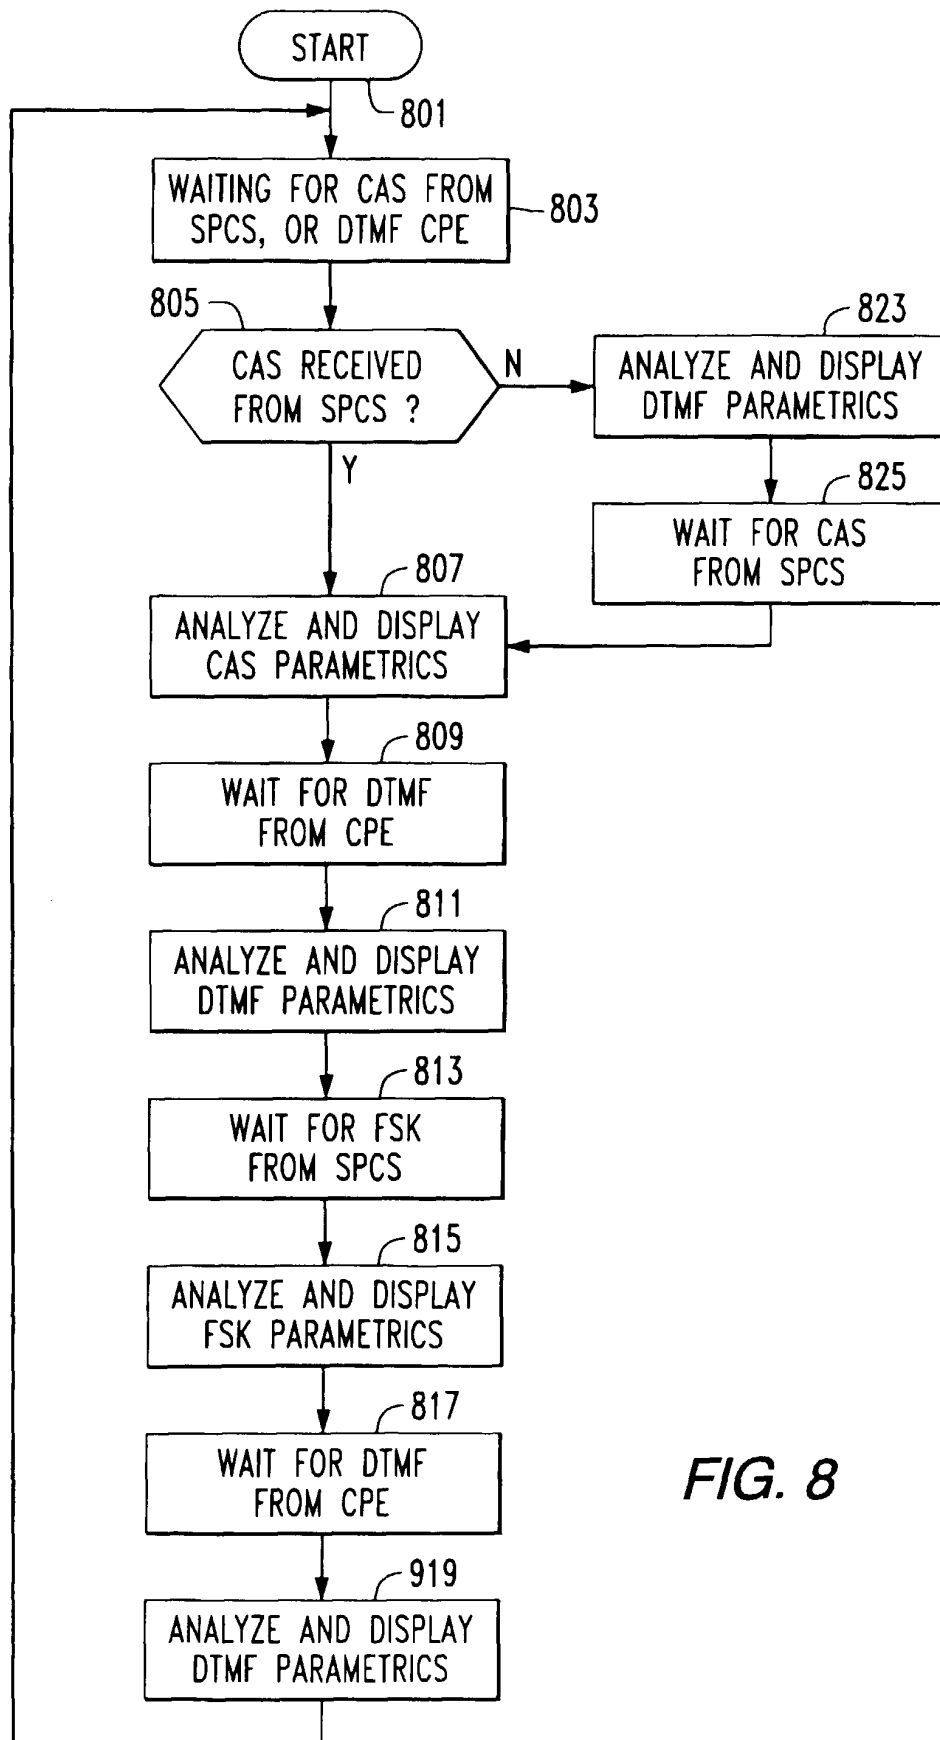 START
801
WAITING FOR CAS FROM
SPCS, OR DTMF CPE
803
805
CAS RECEIVED
FROM SPCS ?
N
Y
823
ANALYZE AND DISPLAY
DTMF PARAMETRICS
825
WAIT FOR CAS
FROM SPCS
807
ANALYZE AND DISPLAY
CAS PARAMETRICS
809
WAIT FOR DTMF
FROM CPE
811
ANALYZE AND DISPLAY
DTMF PARAMETRICS
813
WAIT FOR FSK
FROM SPCS
815
ANALYZE AND DISPLAY
FSK PARAMETRICS
817
WAIT FOR DTMF
FROM CPE
FIG. 8
919
ANALYZE AND DISPLAY
DTMF PARAMETRICS